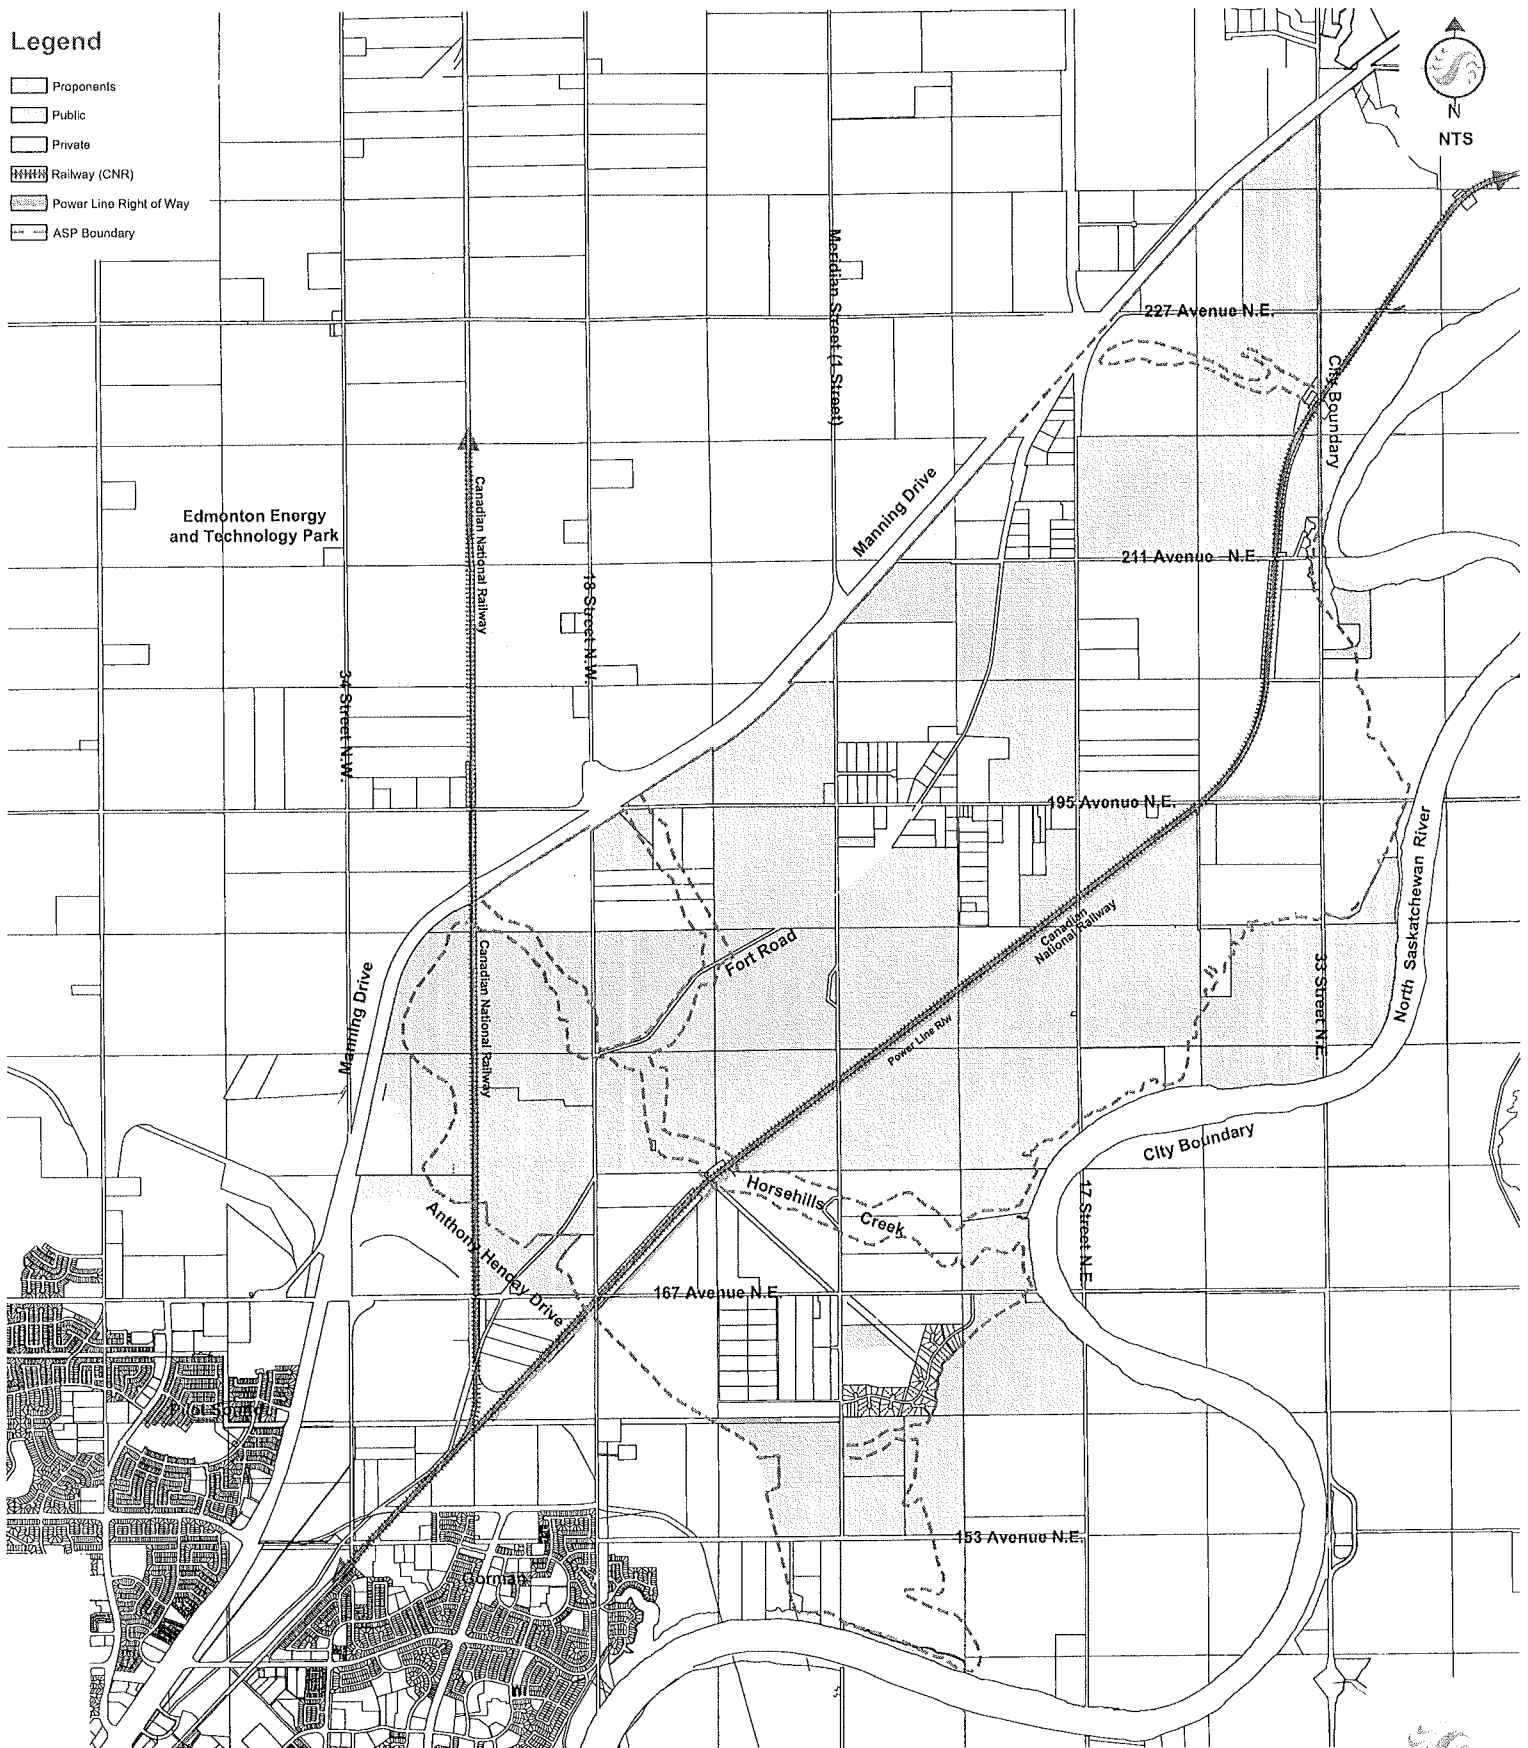 Legend
Proponents
Public
Private
Railway (CNR)
Power Line Right of Way
ASP Boundary
N
NTS
Meridian Street (1 Street)
227 Avenue N.E.
City Boundary
Manning Drive
Edmonton Energy
and Technology Park
Canadian National Railway
18 Street N.W.
211 Avenue N.E.
34 Street N.W.
195 Avenue N.E.
North Saskatchewan River
Canadian
National Railway
Fort Road
Manning Drive
Canadian National Railway
33 Street N.E.
Power Line R/w
City Boundary
Horsehills
Creek
17 Street N.E.
Anthony Henday Drive
167 Avenue N.E.
Pilot Sound
153 Avenue N.E.
Gorman